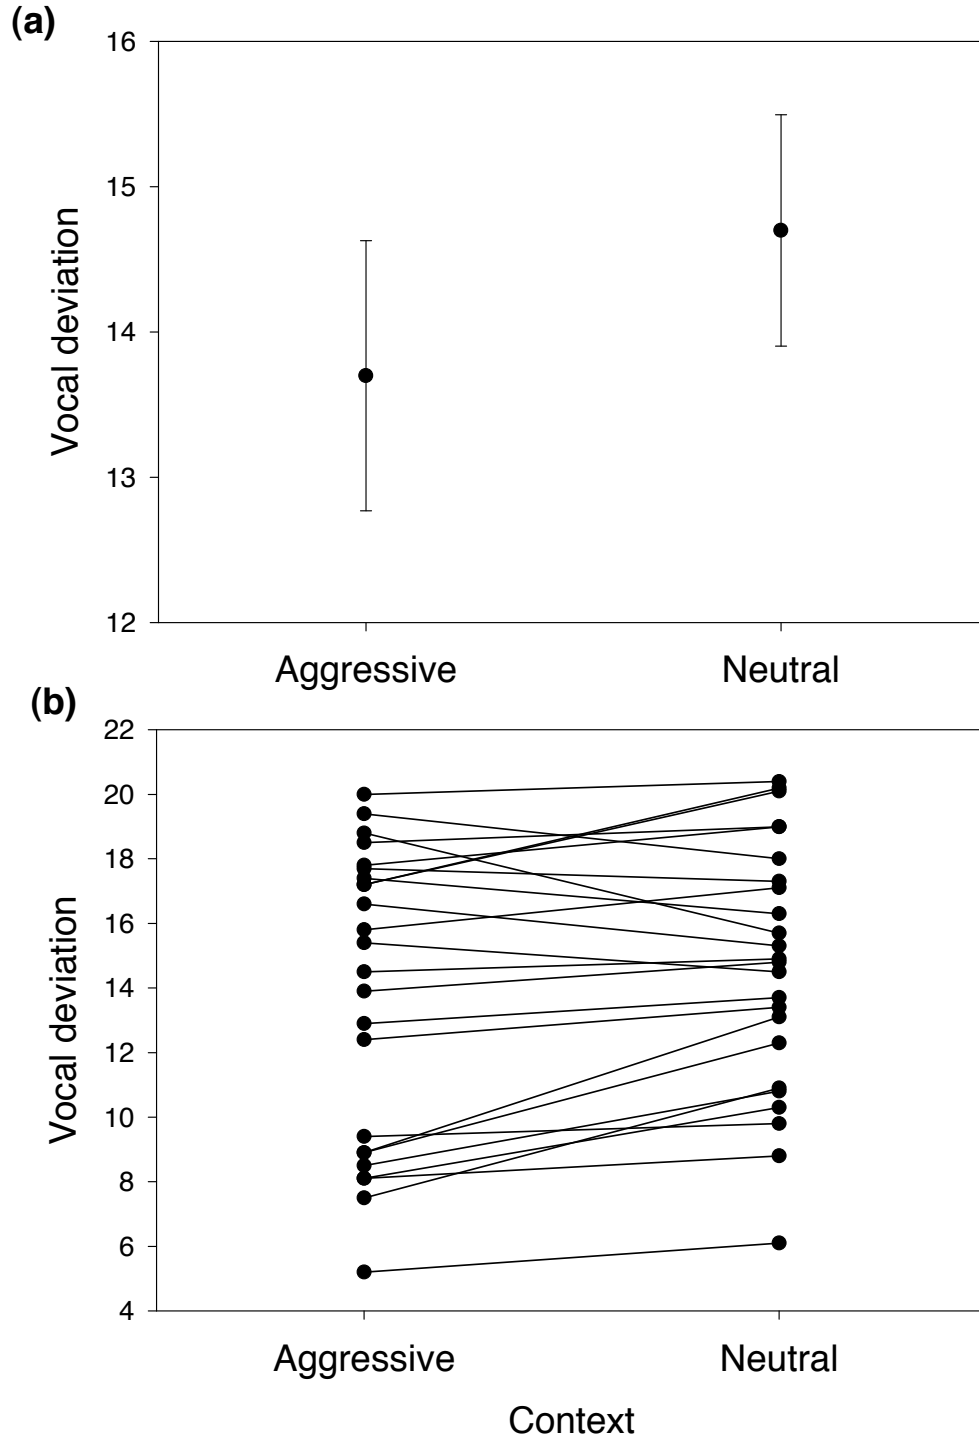 (a)
16
15
14
13
12
Vocal deviation
Aggressive Neutral
(b)
22
20
18
16
14
12
10
8
6
4
Vocal deviation
Aggressive Neutral
Context